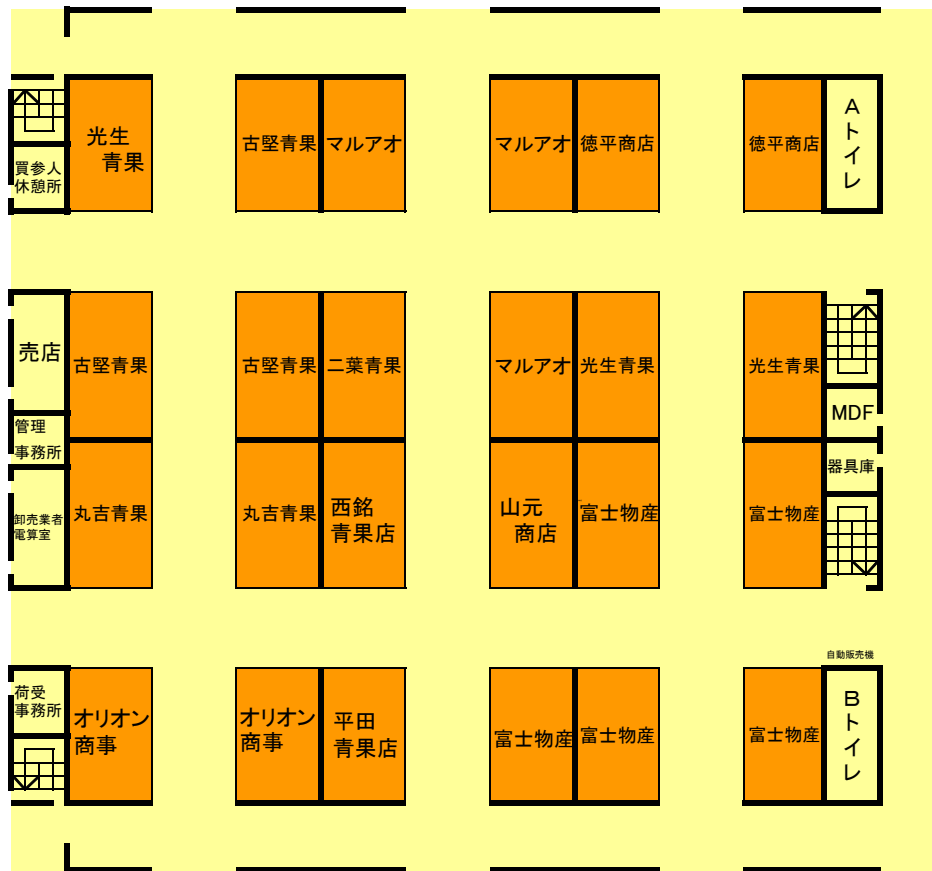 光生
青果
古堅青果
マルアオ
マルアオ
徳平商店
徳平商店
Aトイレ
買参人
休憩所
売店
古堅青果
古堅青果
二葉青果
マルアオ
光生青果
光生青果
MDF
管理
事務所
器具庫
卸売業者
電算室
丸吉青果
丸吉青果
西銘
青果店
山元
商店
富士物産
富士物産
自動販売機
荷受
事務所
オリオン
商事
オリオン
商事
平田
青果店
富士物産
富士物産
富士物産
Bトイレ